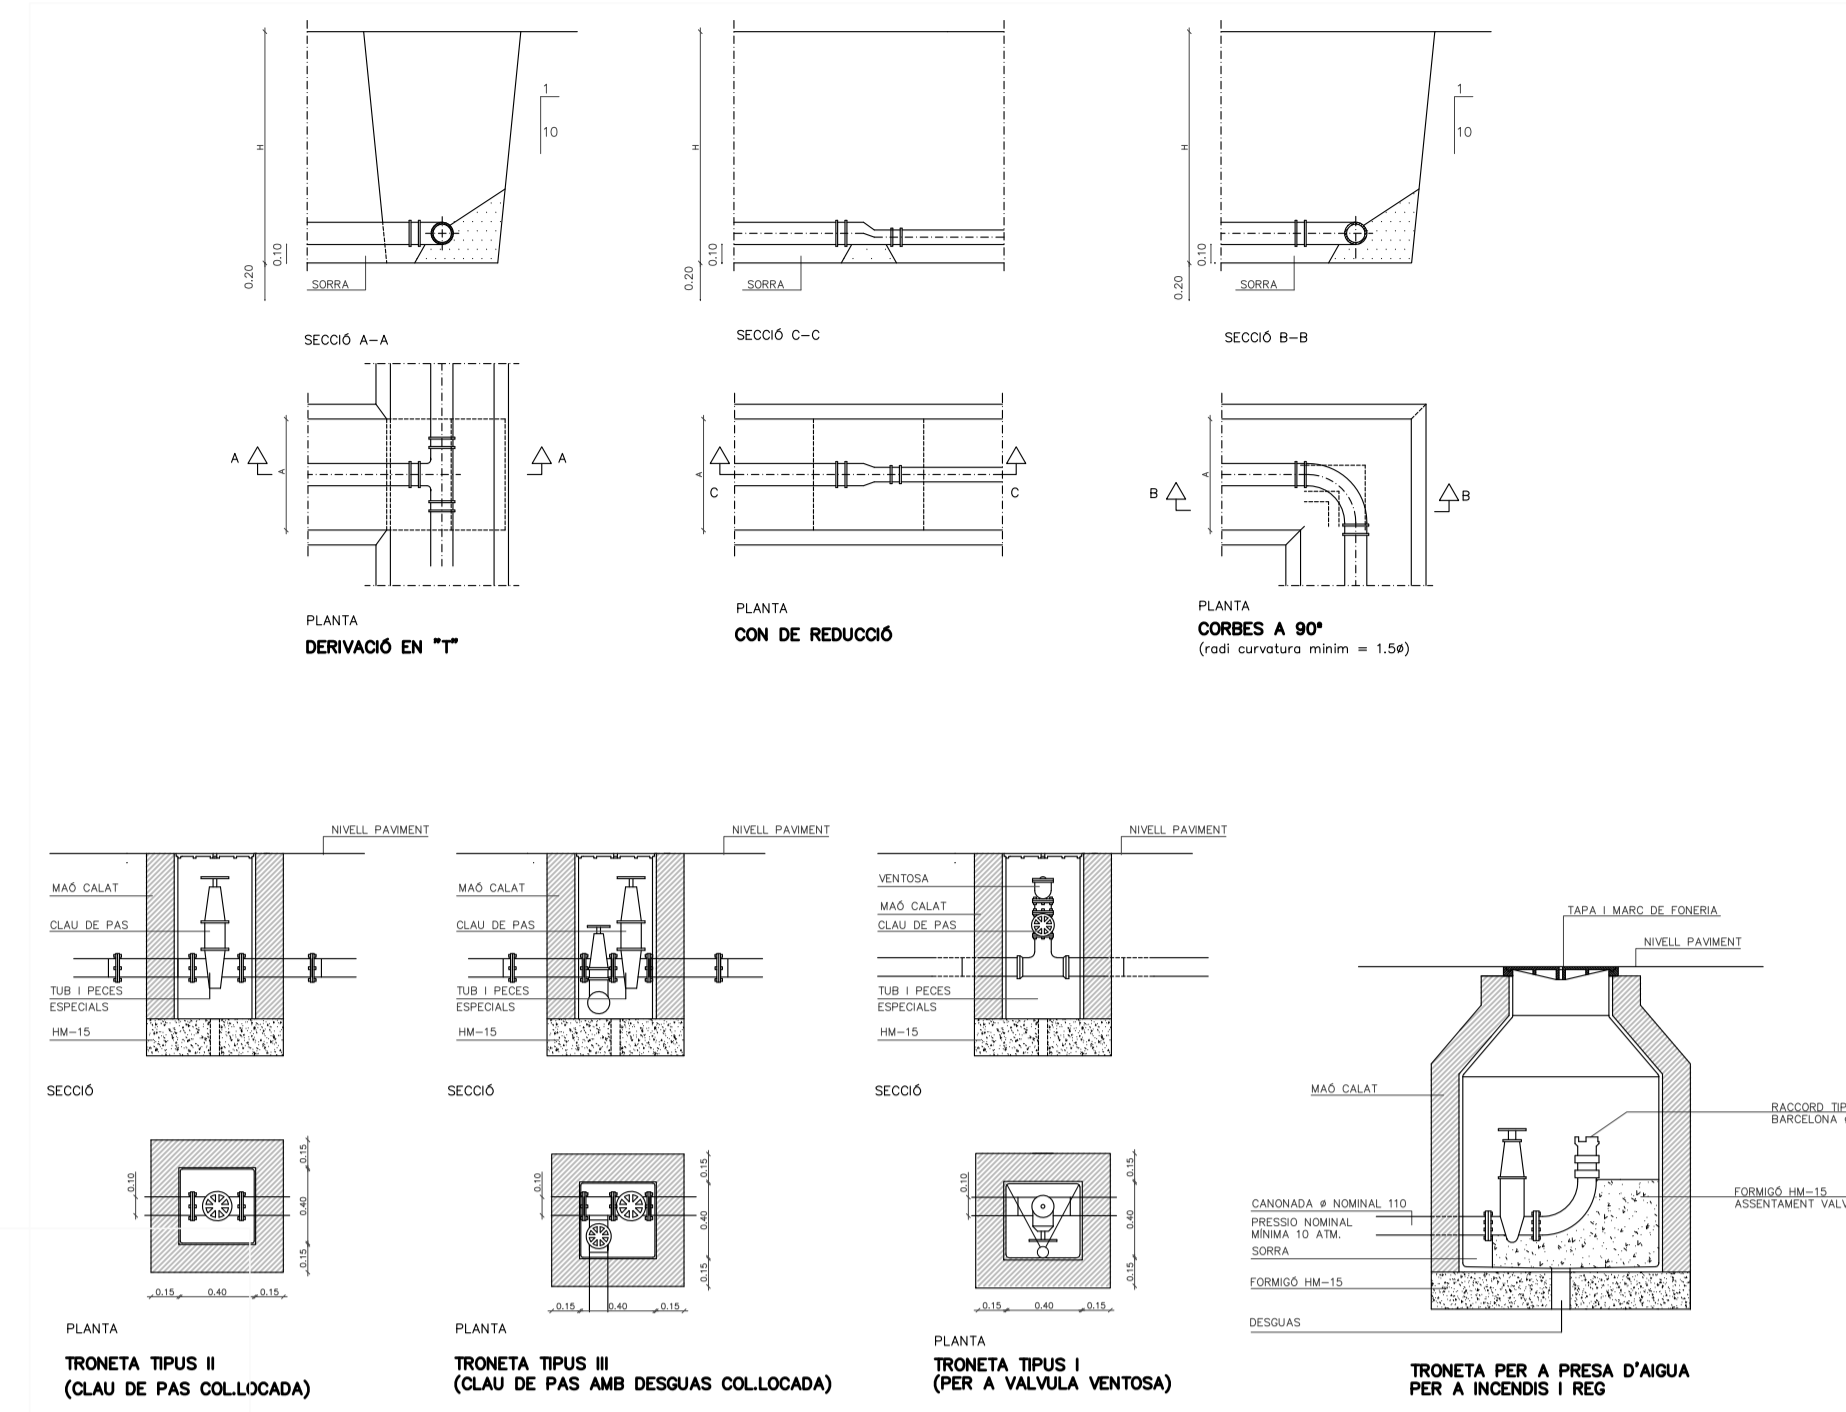 1
10
H
0.10
0.20
SORRA
SECCIÓ A-A
H
0.10
0.20
SORRA
SECCIÓ C-C
1
10
H
0.10
0.20
SORRA
SECCIÓ B-B
A
A
A
PLANTA
DERIVACIÓ EN "T"
A
C
C
PLANTA
CON DE REDUCCIÓ
A
B
B
PLANTA
CORBES A 90º
(radi curvatura minim = 1.5ø)
NIVELL PAVIMENT
MAÓ CALAT
CLAU DE PAS
TUB I PECES
ESPECIALS
HM-15
SECCIÓ
0.10
0.15
0.40
0.15
0.15
0.40
0.15
PLANTA
TRONETA TIPUS II
(CLAU DE PAS COL.LOCADA)
NIVELL PAVIMENT
MAÓ CALAT
CLAU DE PAS
TUB I PECES
ESPECIALS
HM-15
SECCIÓ
0.10
0.15
0.40
0.15
0.15
0.40
0.15
PLANTA
TRONETA TIPUS III
(CLAU DE PAS AMB DESGUAS COL.LOCADA)
NIVELL PAVIMENT
VENTOSA
MAÓ CALAT
CLAU DE PAS
TUB I PECES
ESPECIALS
HM-15
SECCIÓ
0.10
0.15
0.40
0.15
0.15
0.40
0.15
PLANTA
TRONETA TIPUS I
(PER A VALVULA VENTOSA)
TAPA I MARC DE FONERIA
NIVELL PAVIMENT
MAÓ CALAT
RACCORD TIP
BARCELONA
FORMIGÓ HM-15
ASSENTAMENT VALV
CANONADA ø NOMINAL 110
PRESSIO NOMINAL
MÍNIMA 10 ATM.
SORRA
FORMIGÓ HM-15
DESGUAS
TRONETA PER A PRESA D'AIGUA
PER A INCENDIS I REG